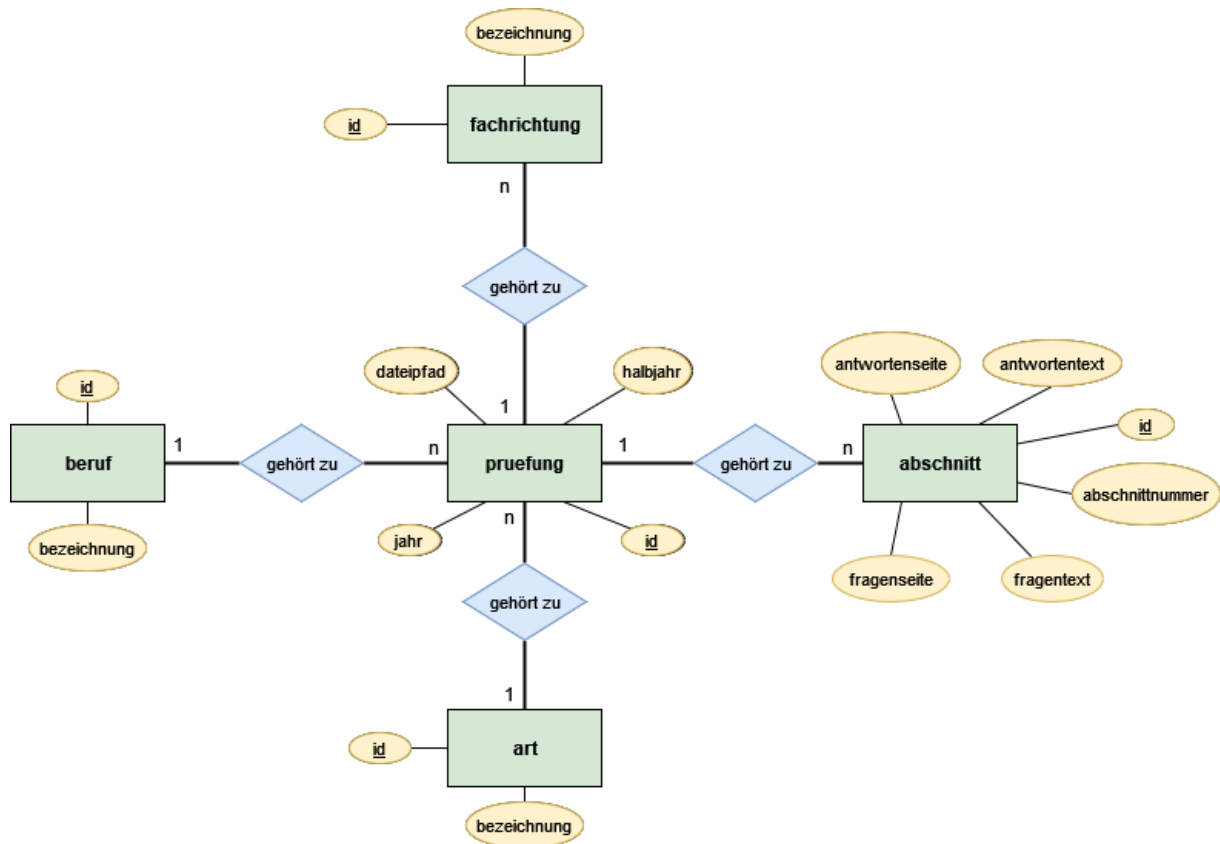 bezeichnung
id
fachrichtung
n
gehört zu
dateipfad
halbjahr
1
antwortenseite
antwortentext
id
id
beruf
1
gehört zu
n
pruefung
1
gehört zu
n
abschnitt
abschnittnummer
bezeichnung
jahr
n
id
fragenseite
fragentext
gehört zu
1
id
art
bezeichnung